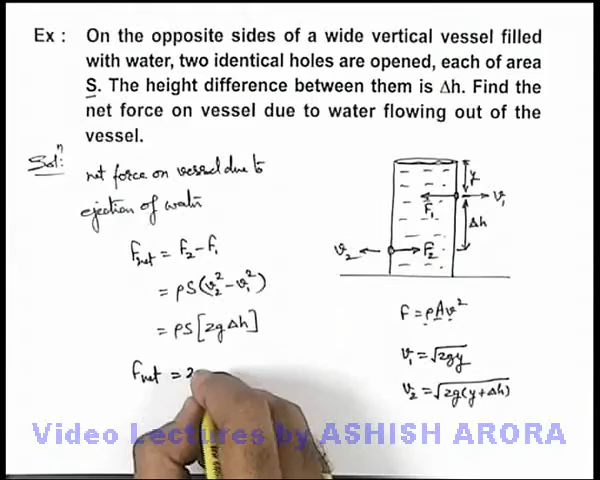 Ex : On the opposite sides of a wide vertical vessel filled
with water, two identical holes are opened, each of area
S. The height difference between them is Δh. Find the
net force on vessel due to water flowing out of the
vessel.
Solⁿ:
net force on vessel due to
ejection of water
F_net = F₂ - F₁
= ρS(v₂² - v₁²)
= ρS[2gΔh]
F_net = 2
y
v₁
F₁
Δh
v₂
F₂
F = ρAv²
v₁ = √2gy
v₂ = √2g(y+Δh)
Video Lectures by ASHISH ARORA